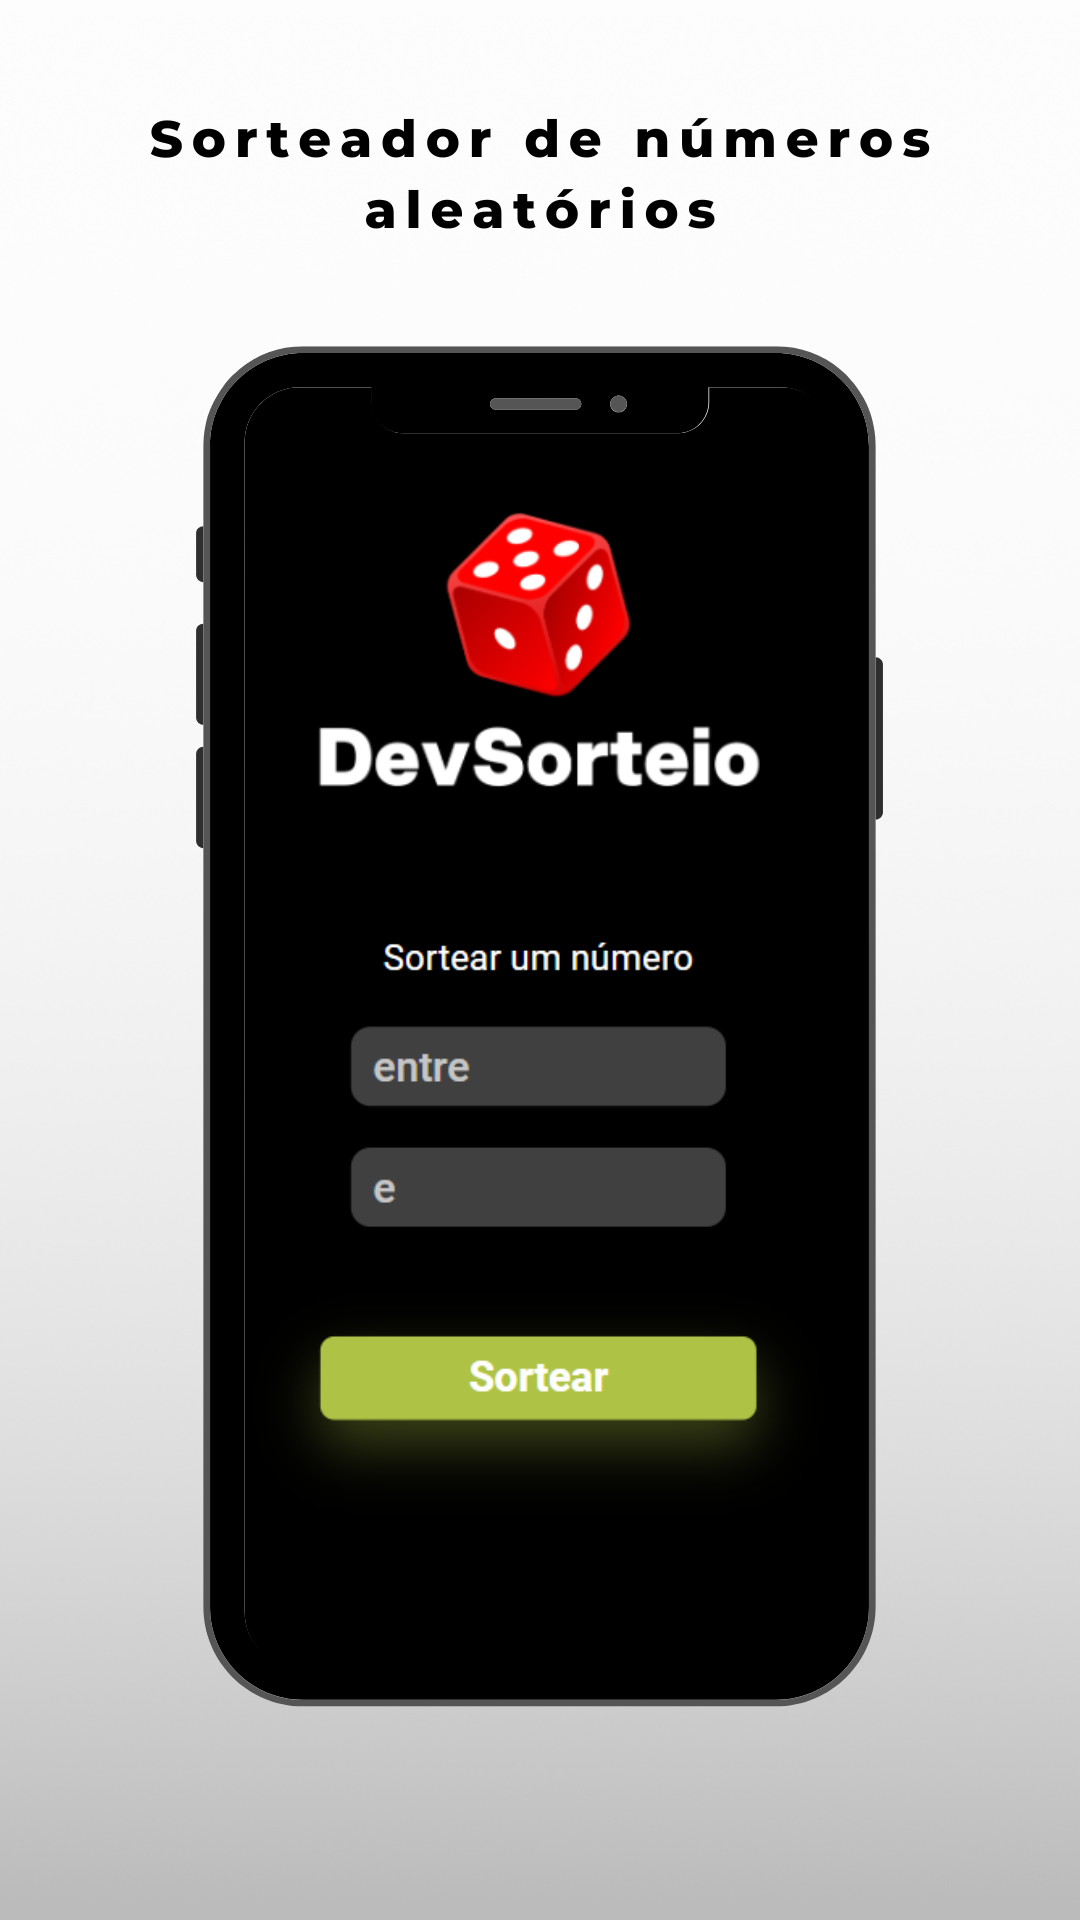 Sorteador de números
aleatórios
DevSorteio
Sortear um número
entre
e
Sortear